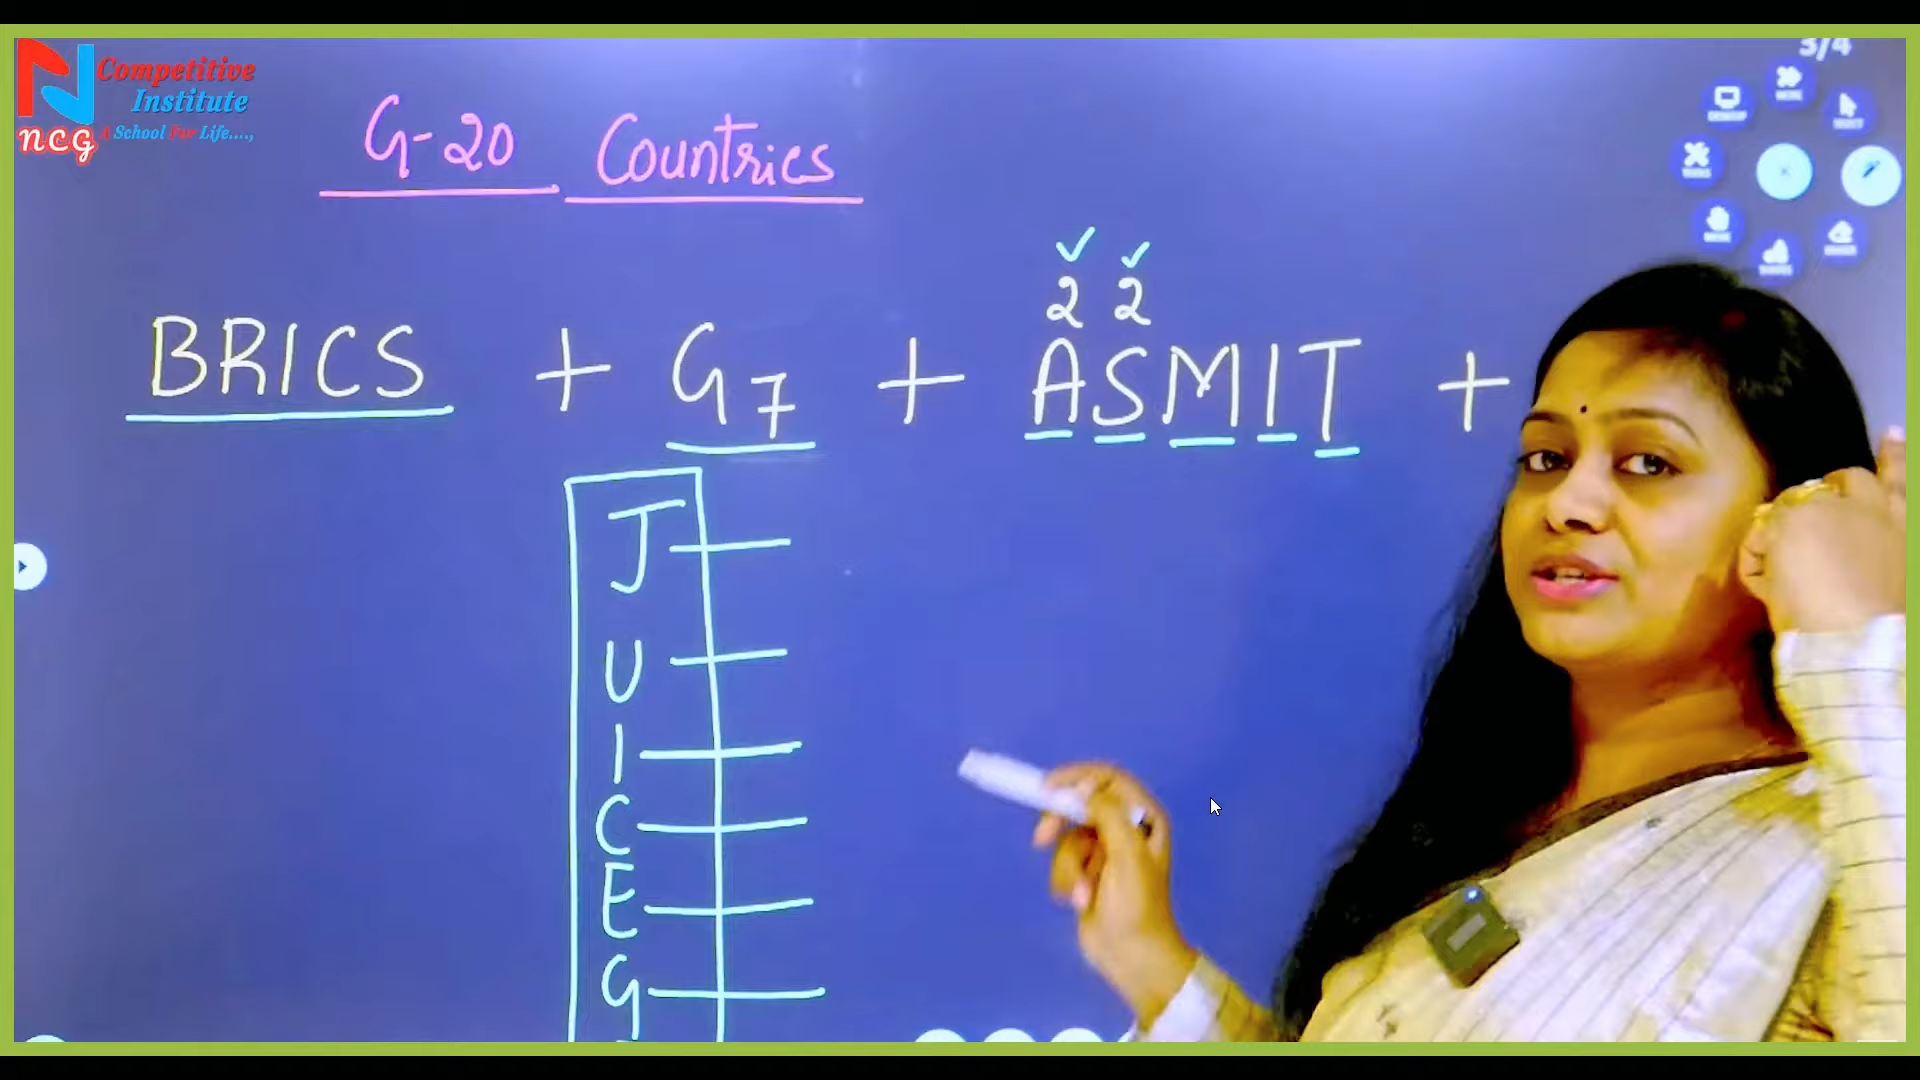 Competitive
Institute
ncg A School For Life....,
3/4
G-20 Countries
✓ ✓
2 2
BRICS + G7 + ASMIT +
J
U
I
C
E
G